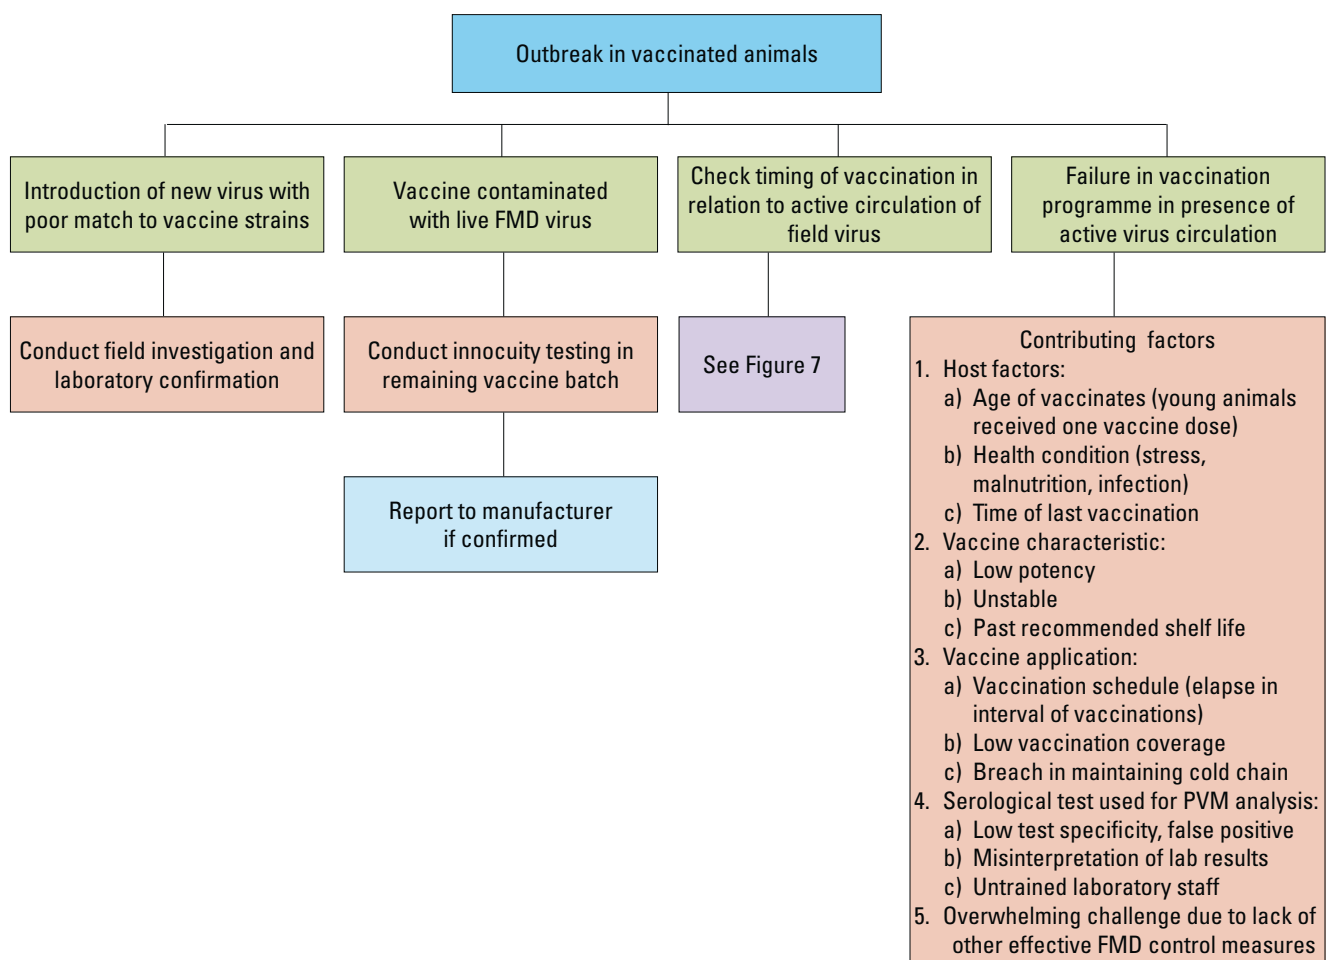 Outbreak in vaccinated animals
Introduction of new virus with
poor match to vaccine strains
Vaccine contaminated
with live FMD virus
Check timing of vaccination in
relation to active circulation of
field virus
Failure in vaccination
programme in presence of
active virus circulation
Conduct field investigation and
laboratory confirmation
Conduct innocuity testing in
remaining vaccine batch
See Figure 7
Report to manufacturer
if confirmed
Contributing factors
1. Host factors:
a) Age of vaccinates (young animals
received one vaccine dose)
b) Health condition (stress,
malnutrition, infection)
c) Time of last vaccination
2. Vaccine characteristic:
a) Low potency
b) Unstable
c) Past recommended shelf life
3. Vaccine application:
a) Vaccination schedule (elapse in
interval of vaccinations)
b) Low vaccination coverage
c) Breach in maintaining cold chain
4. Serological test used for PVM analysis:
a) Low test specificity, false positive
b) Misinterpretation of lab results
c) Untrained laboratory staff
5. Overwhelming challenge due to lack of
other effective FMD control measures